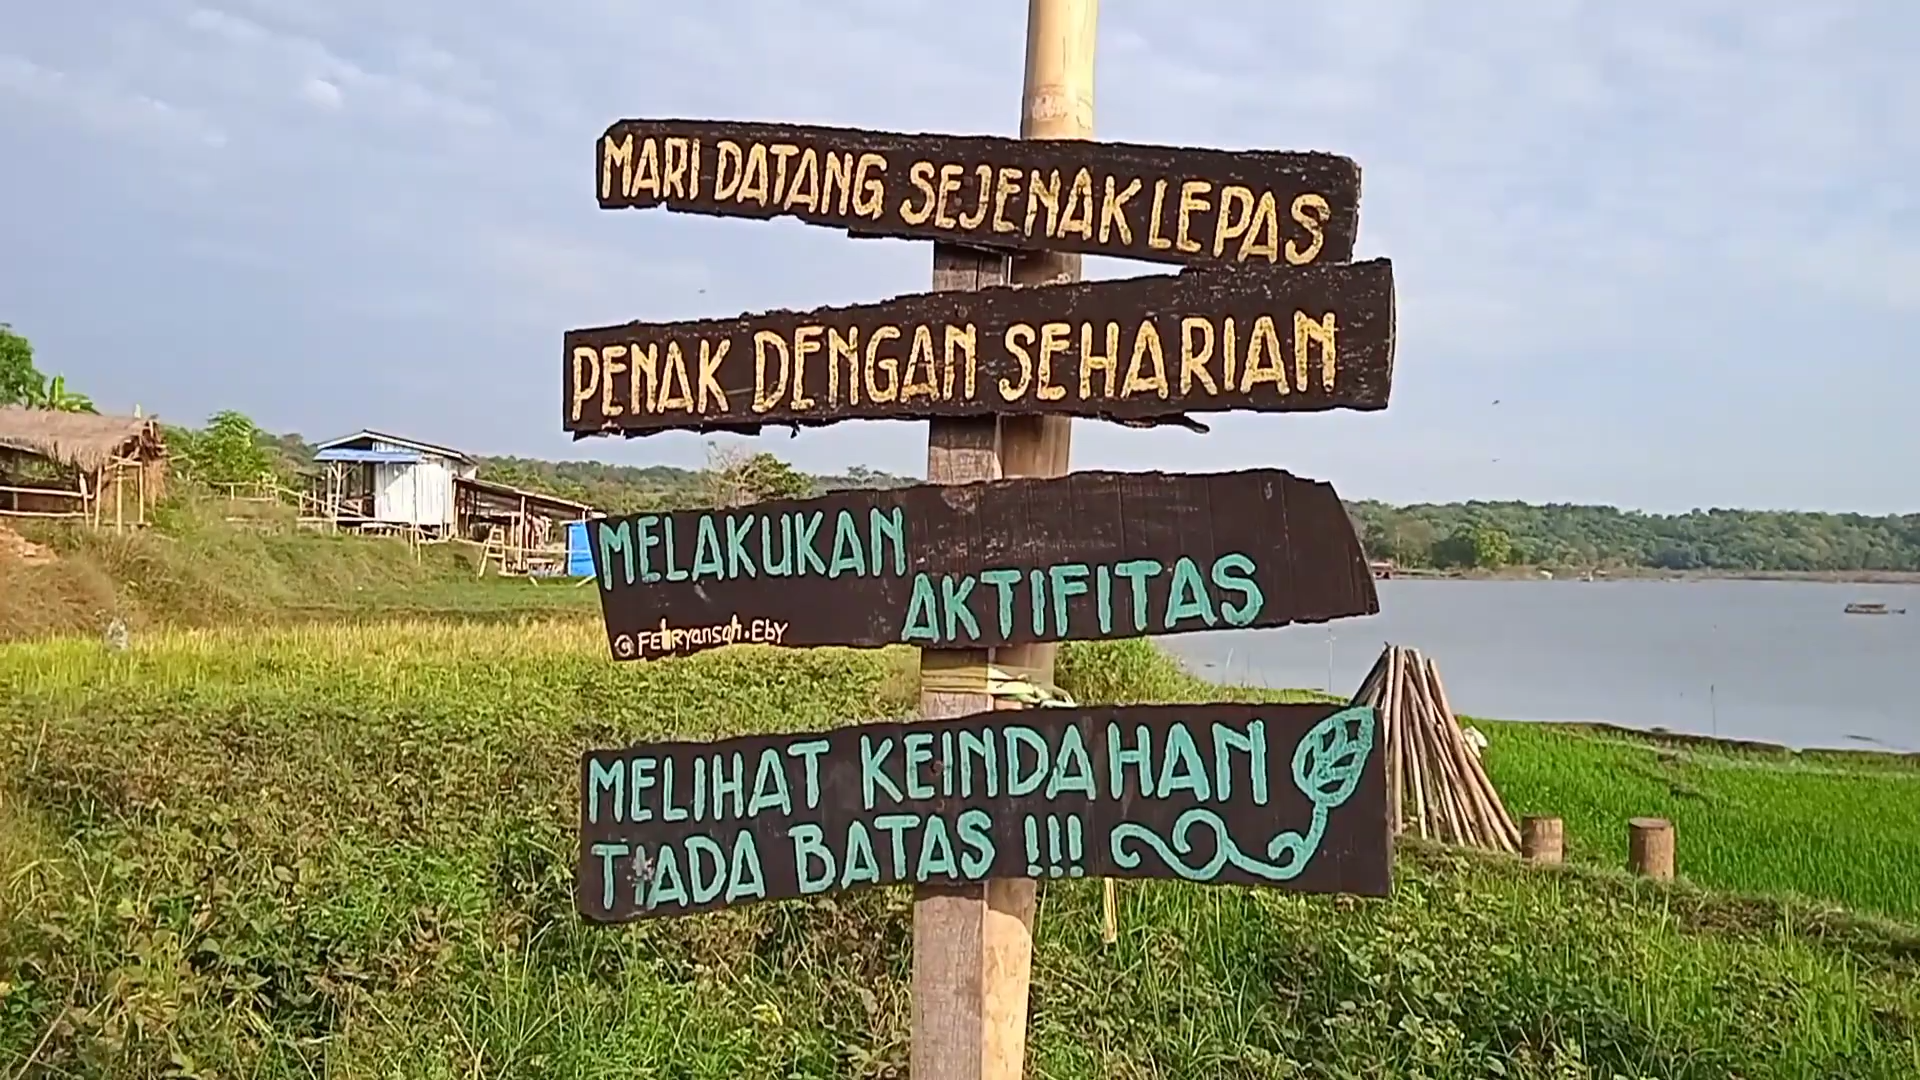 MARI DATANG SEJENAK LEPAS
PENAK DENGAN SEHARIAN
MELAKUKAN
AKTIFITAS
@FEbRyansah.Eby
MELIHAT KEINDAHAN
TIADA BATAS !!!